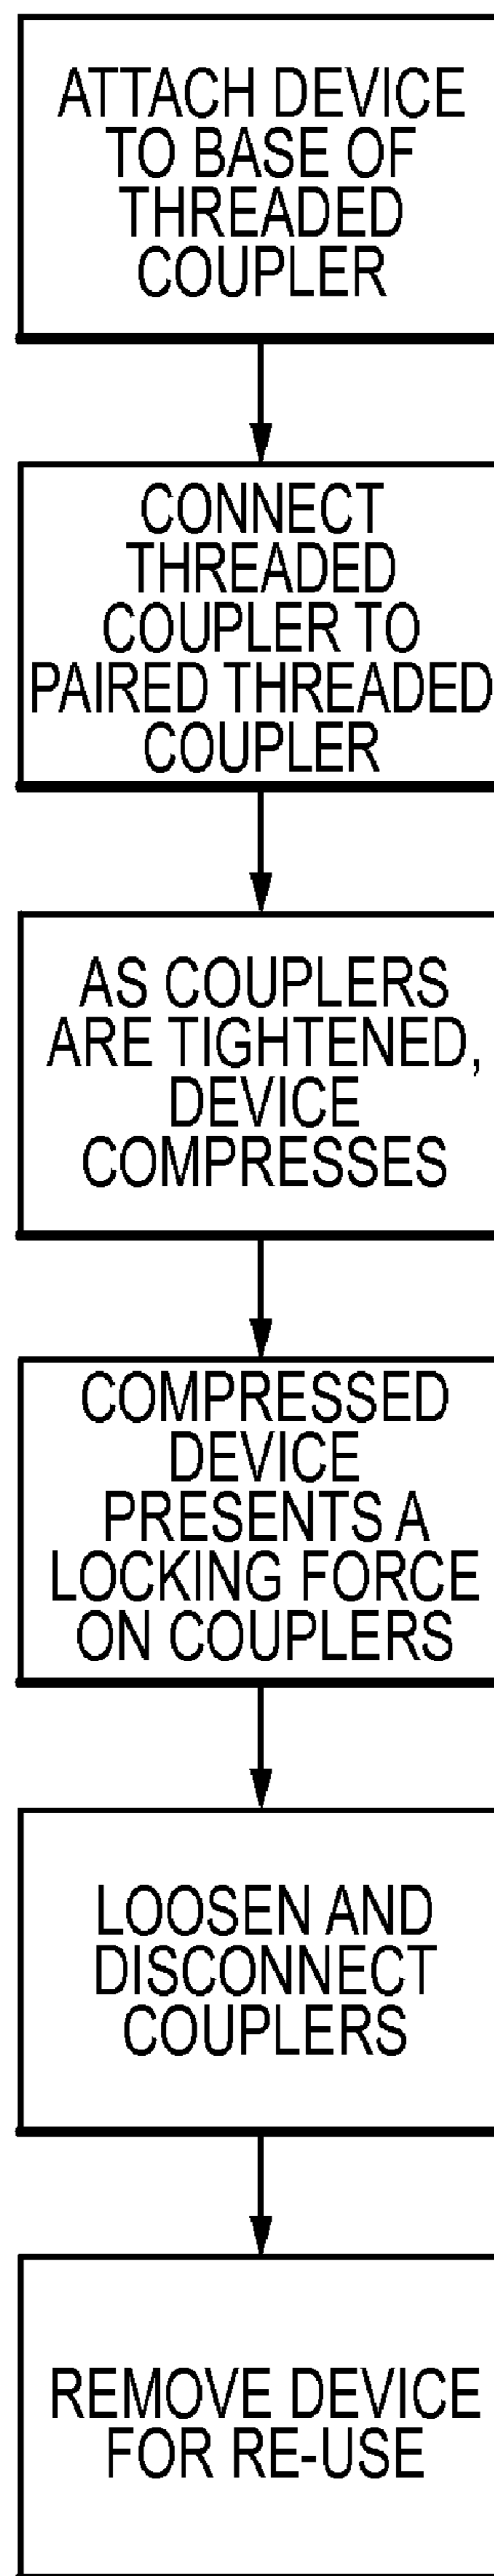 ATTACH DEVICE
TO BASE OF
THREADED
COUPLER
CONNECT
THREADED
COUPLER TO
PAIRED THREADED
COUPLER
AS COUPLERS
ARE TIGHTENED,
DEVICE
COMPRESSES
COMPRESSED
DEVICE
PRESENTS A
LOCKING FORCE
ON COUPLERS
LOOSEN AND
DISCONNECT
COUPLERS
REMOVE DEVICE
FOR RE-USE